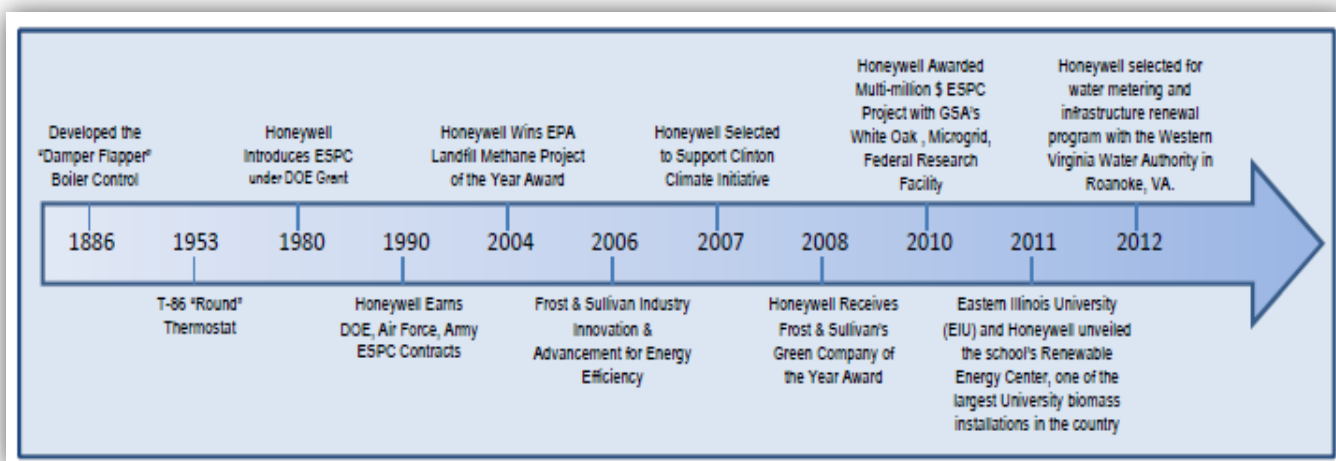 Developed the
"Damper Flapper"
Boiler Control
Honeywell
Introduces ESPC
under DOE Grant
Honeywell Wins EPA
Landfill Methane Project
of the Year Award
Honeywell Selected
to Support Clinton
Climate Initiative
Honeywell Awarded
Multi-million $ ESPC
Project with GSA's
White Oak , Microgrid,
Federal Research
Facility
Honeywell selected for
water metering and
infrastructure renewal
program with the Western
Virginia Water Authority in
Roanoke, VA.
1886 1953 1980 1990 2004 2006 2007 2008 2010 2011 2012
T-86 "Round"
Thermostat
Honeywell Earns
DOE, Air Force, Army
ESPC Contracts
Frost & Sullivan Industry
Innovation &
Advancement for Energy
Efficiency
Honeywell Receives
Frost & Sullivan's
Green Company of
the Year Award
Eastern Illinois University
(EIU) and Honeywell unveiled
the school's Renewable
Energy Center, one of the
largest University biomass
installations in the country